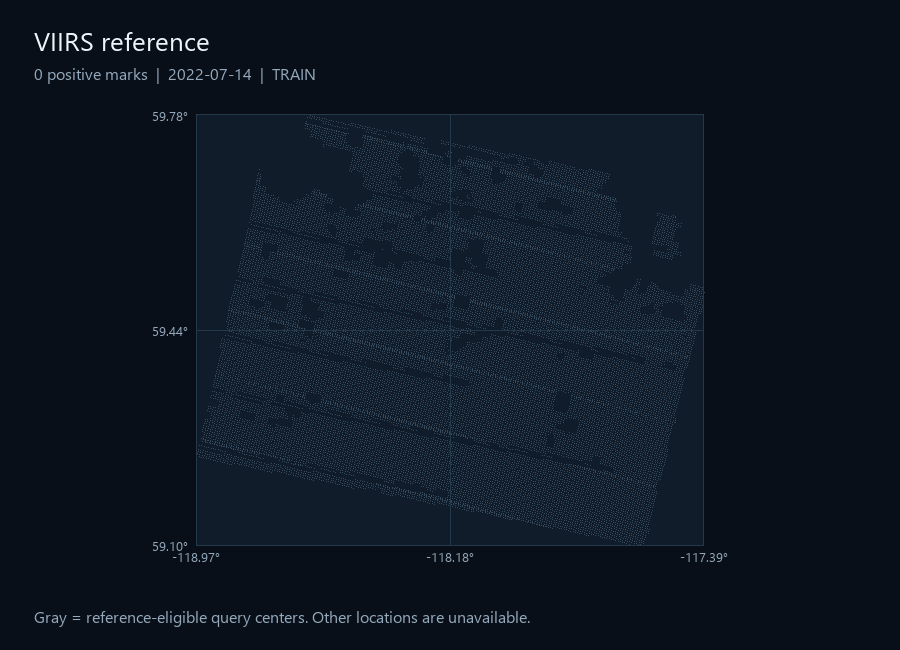 VIIRS reference
0 positive marks | 2022-07-14 | TRAIN
59.78°
59.44°
59.10°
-118.97°
-118.18°
-117.39°
Gray = reference-eligible query centers. Other locations are unavailable.